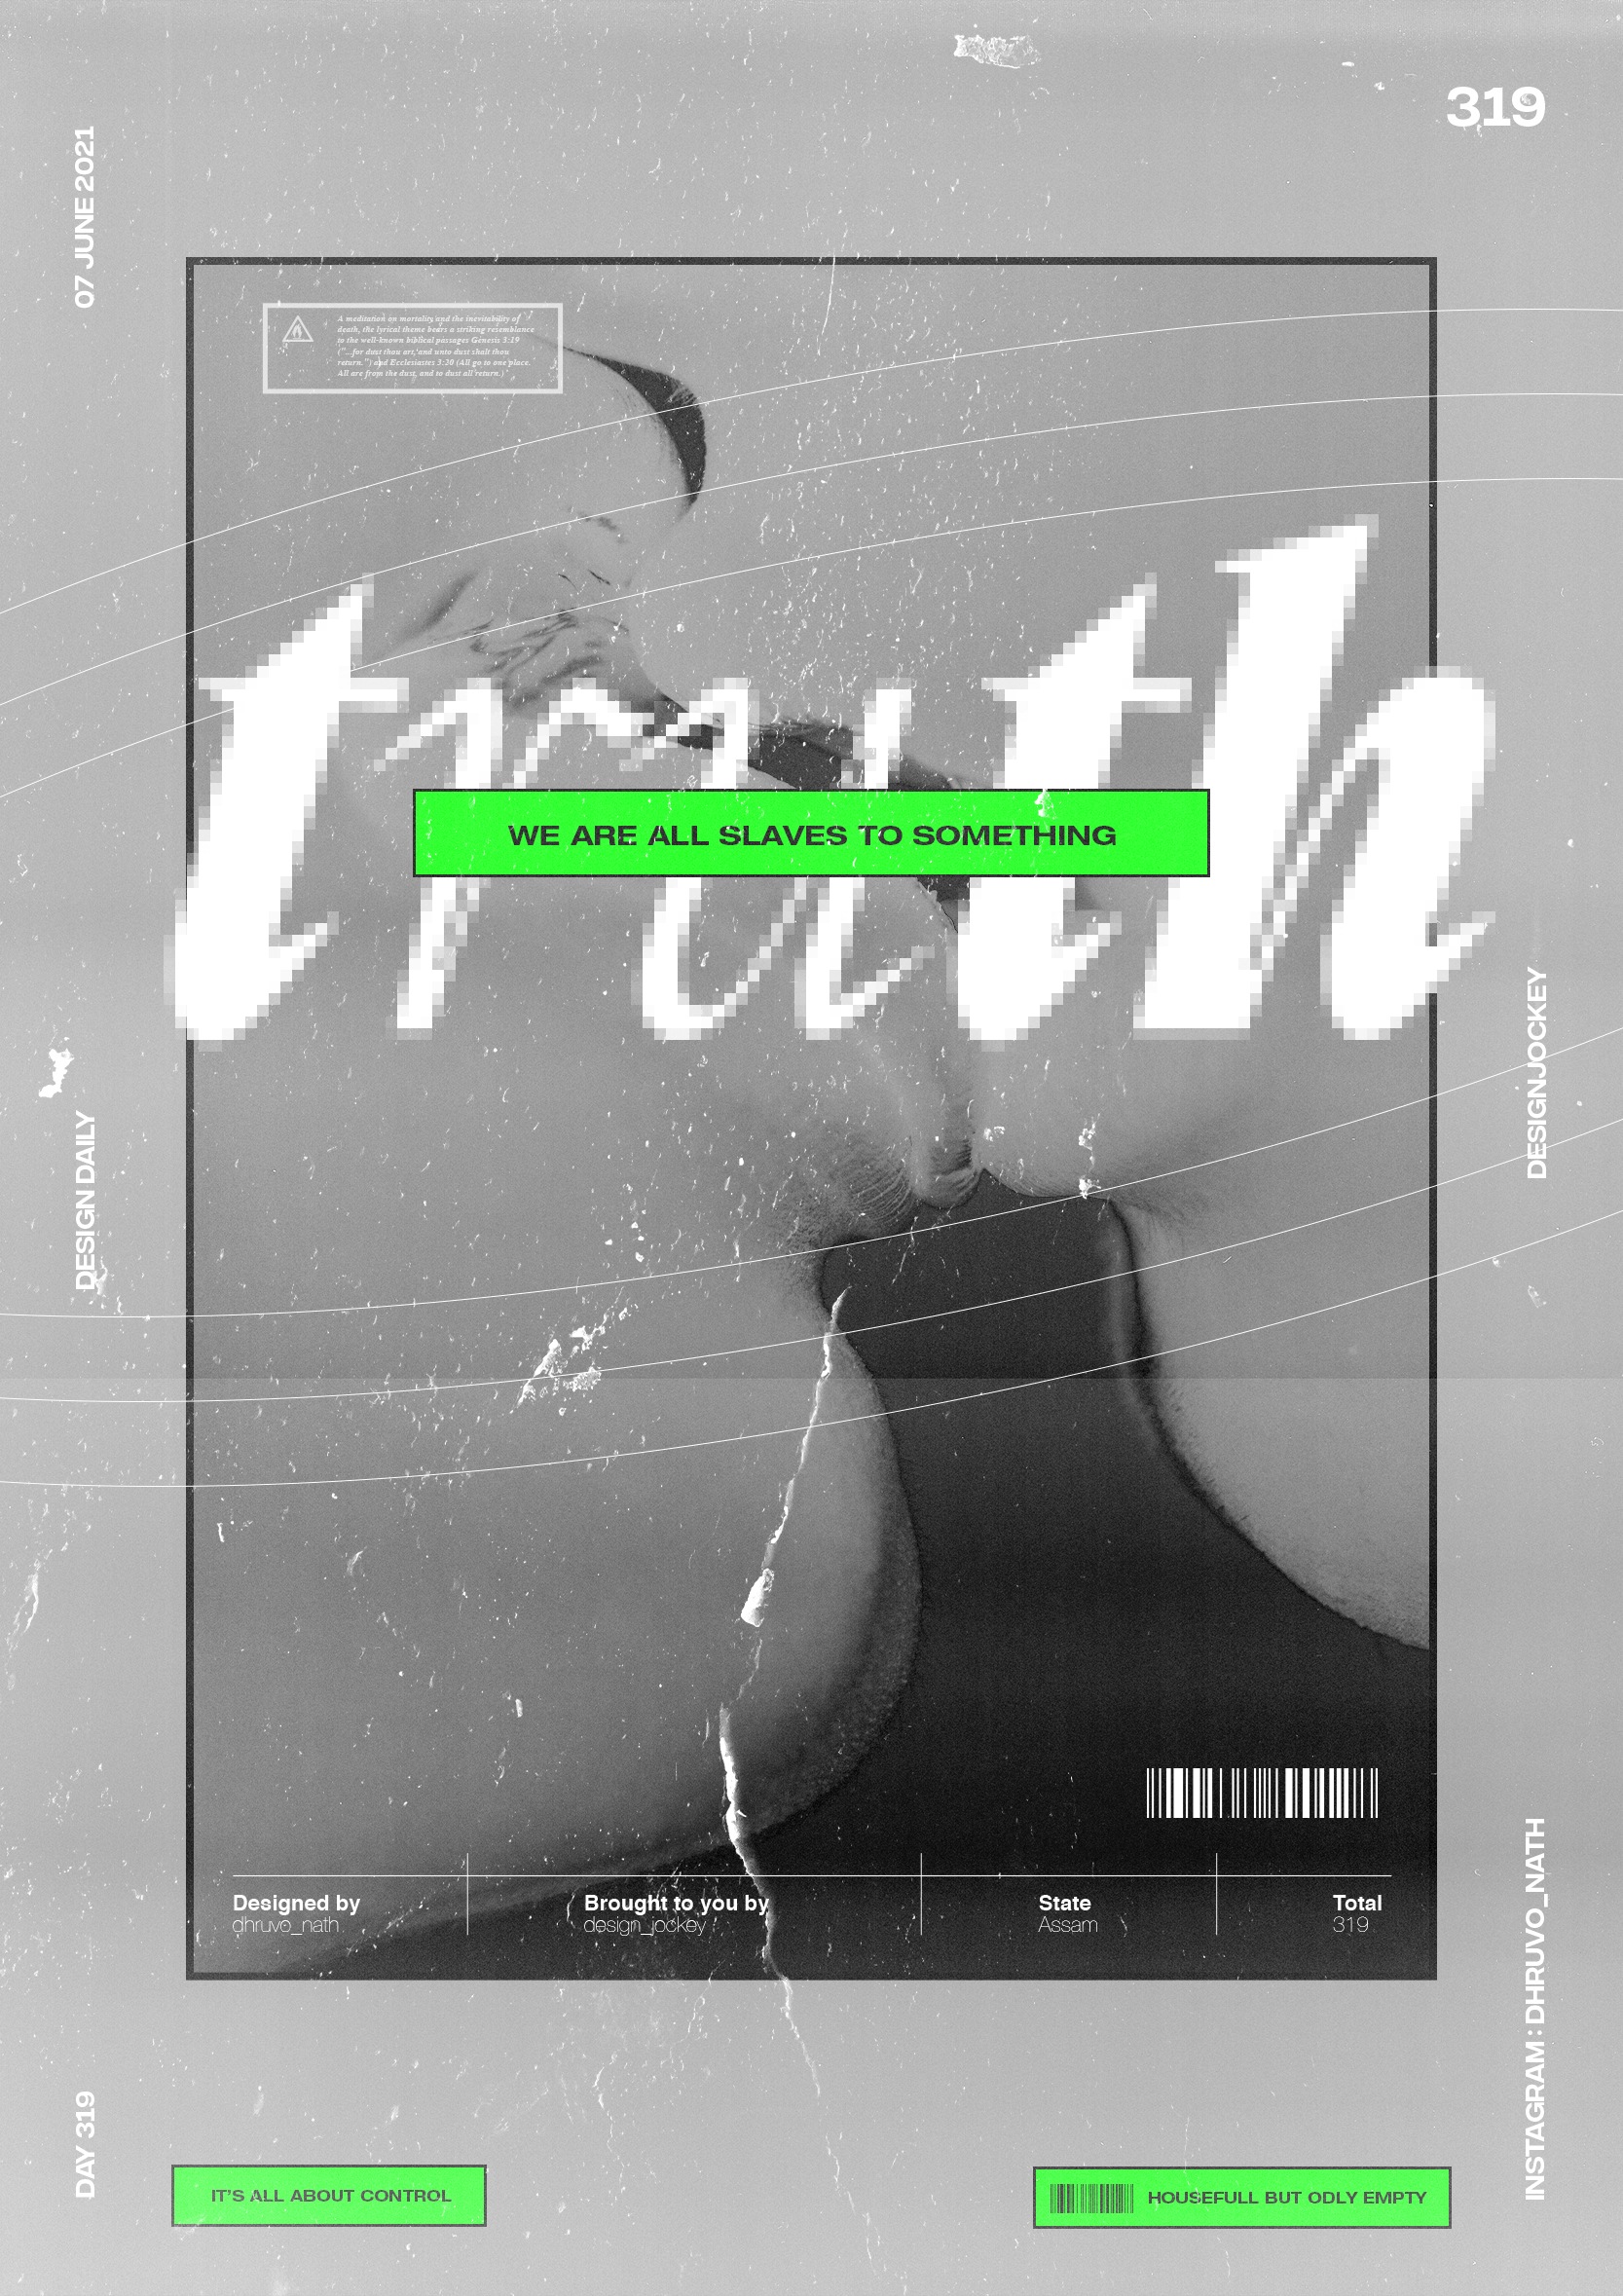 319
07 JUNE 2021
A meditation on mortality and the inevitability of
death, the lyrical theme bears a striking resemblance
to the well-known biblical passages Genesis 3:19
("...for dust thou art, and unto dust shalt thou
return.") and Ecclesiastes 3:20 (All go to one place.
All are from the dust, and to dust all return.)
truth
WE ARE ALL SLAVES TO SOMETHING
DESIGNJOCKEY
DESIGN DAILY
Designed by
dhruvo_nath
Brought to you by
design_jockey
State
Assam
Total
319
INSTAGRAM : DHRUVO_NATH
DAY 319
IT'S ALL ABOUT CONTROL
HOUSEFULL BUT ODLY EMPTY